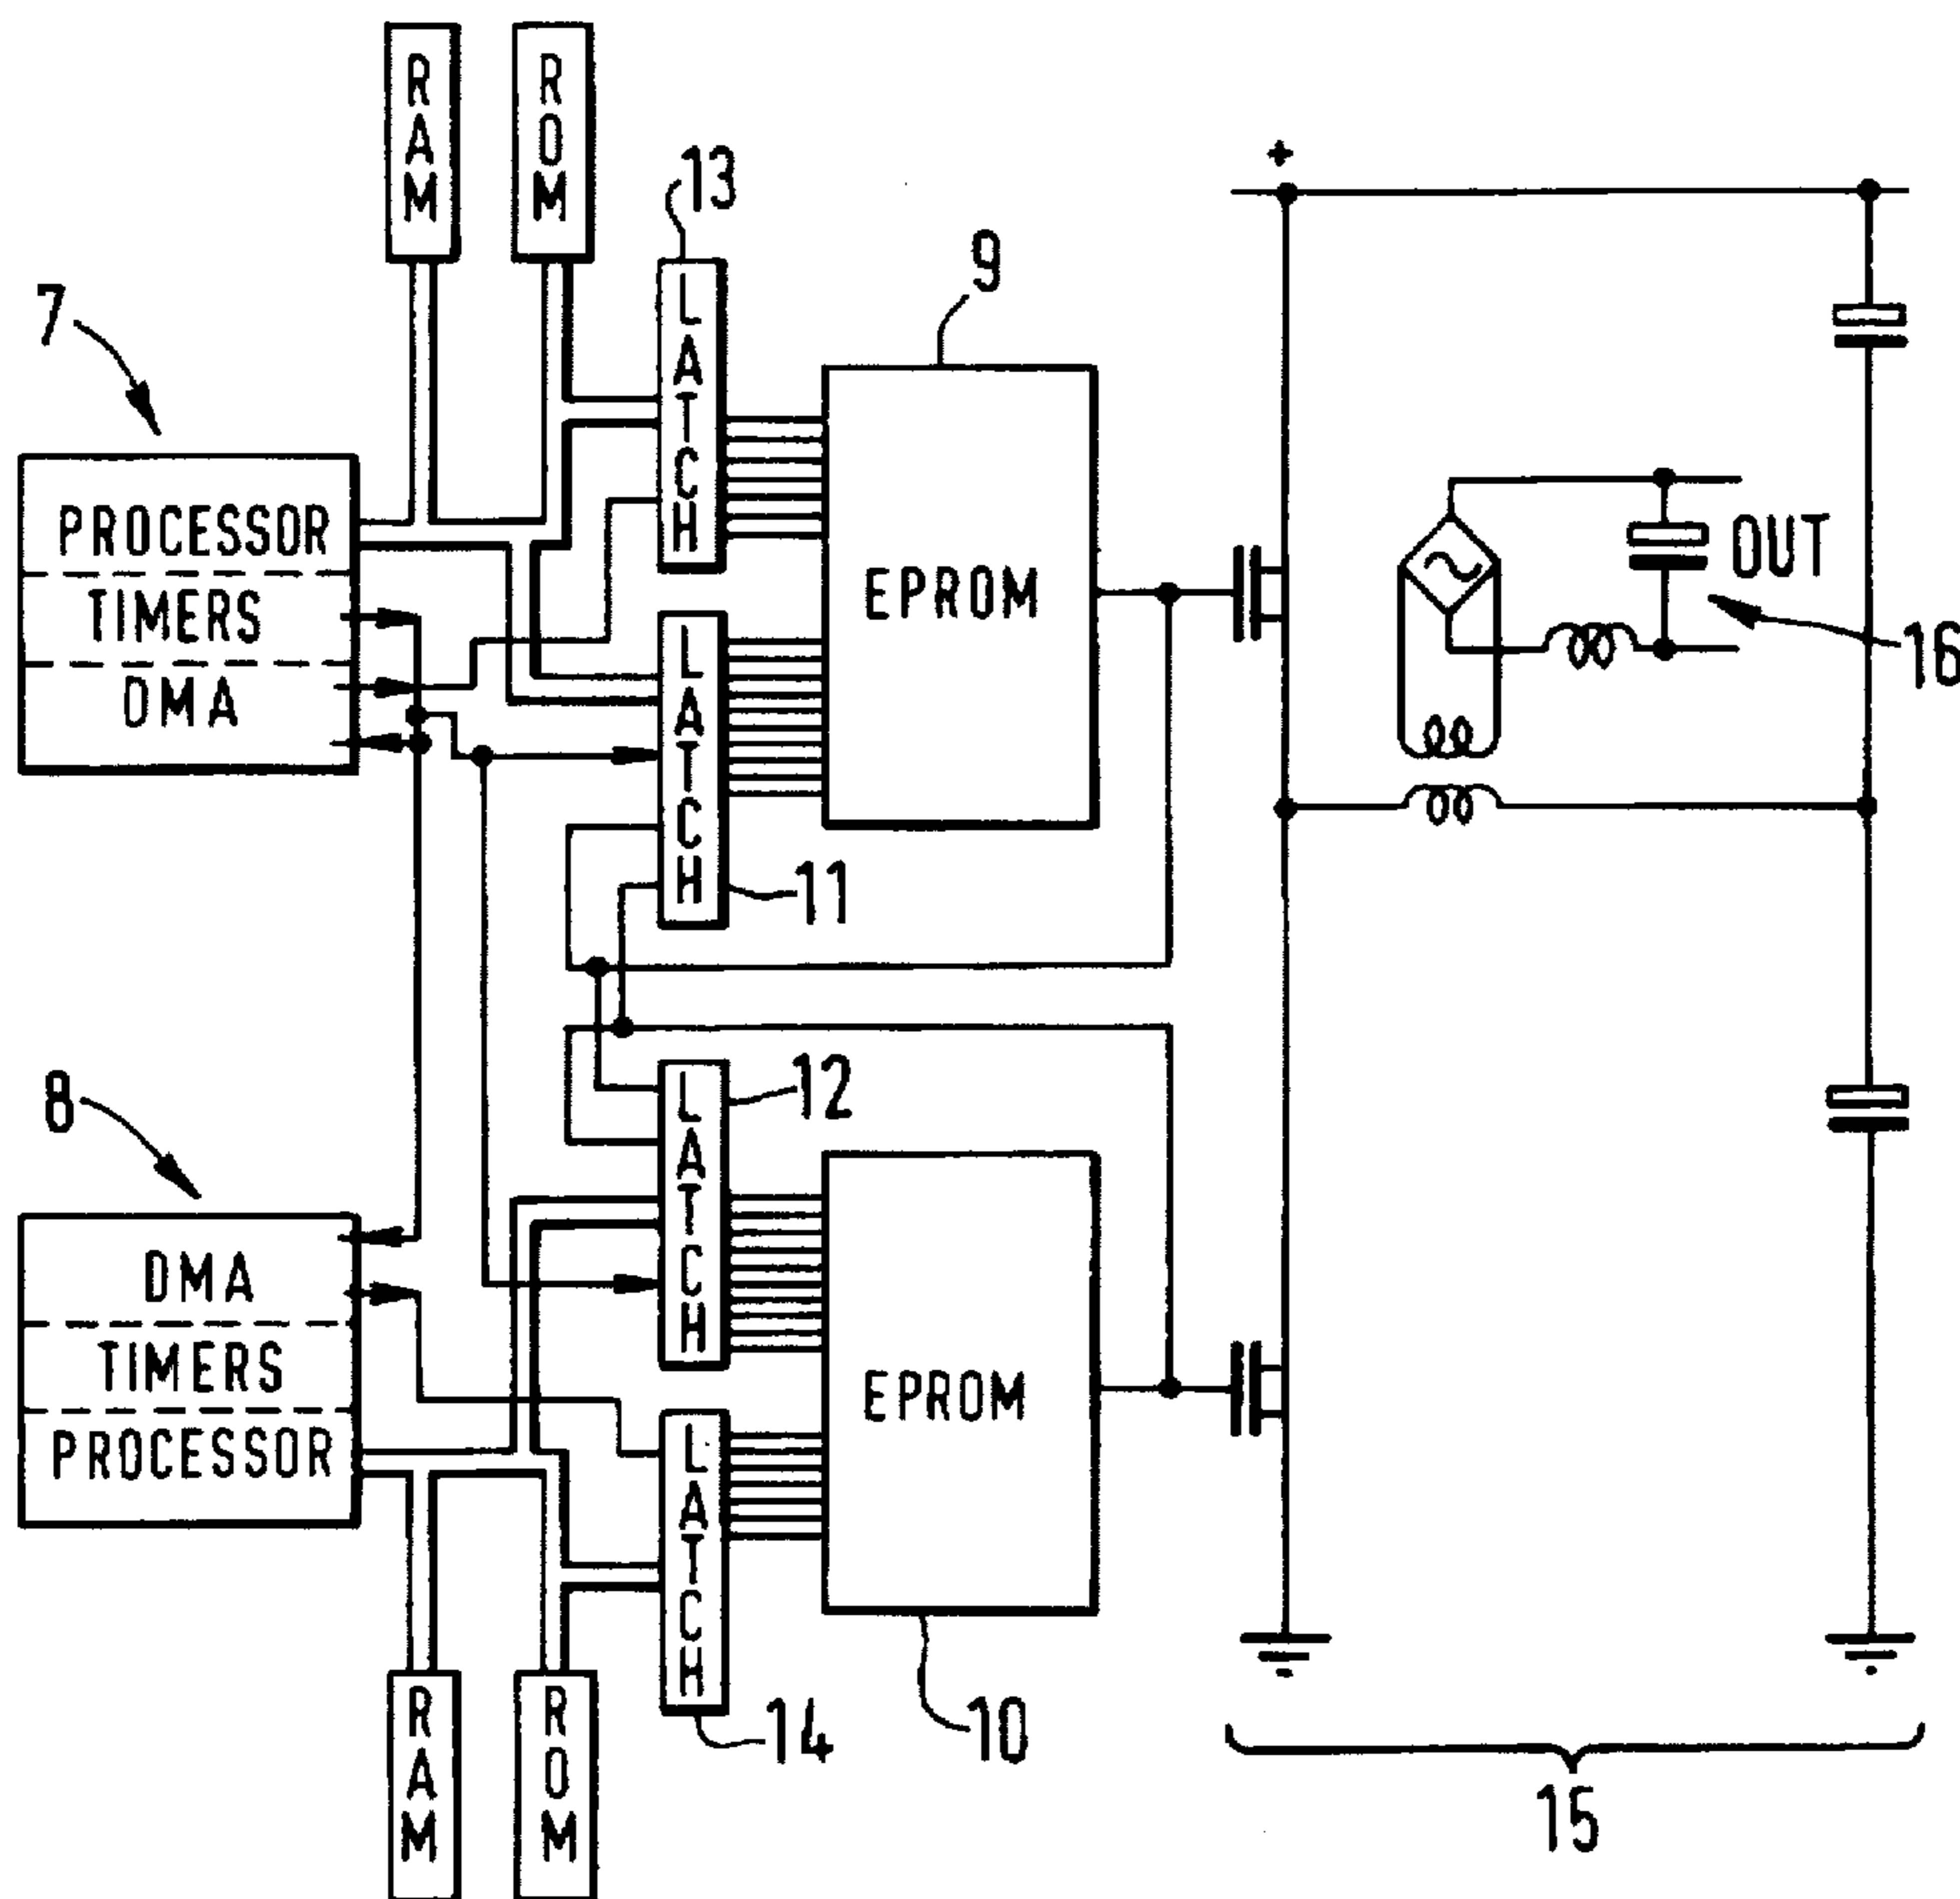 RAM
ROM
13
+
9
7
LATCH
PROCESSOR
TIMERS
DMA
EPROM
OUT
16
LATCH
11
8
12
LATCH
DMA
TIMERS
PROCESSOR
EPROM
LATCH
14
10
RAM
ROM
15